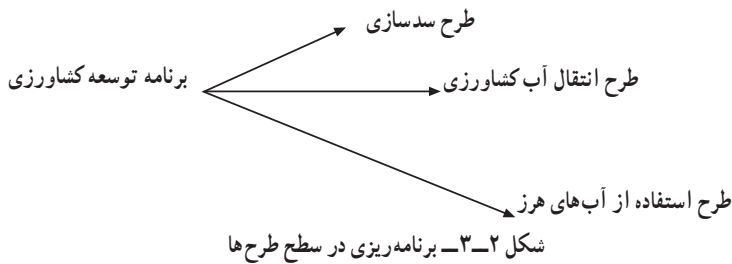 طرح سدسازی
برنامه توسعه کشاورزی
طرح انتقال آب کشاورزی
طرح استفاده از آب‌های هرز
شکل ۲ــ۳ــ برنامه‌ریزی در سطح طرح‌ها